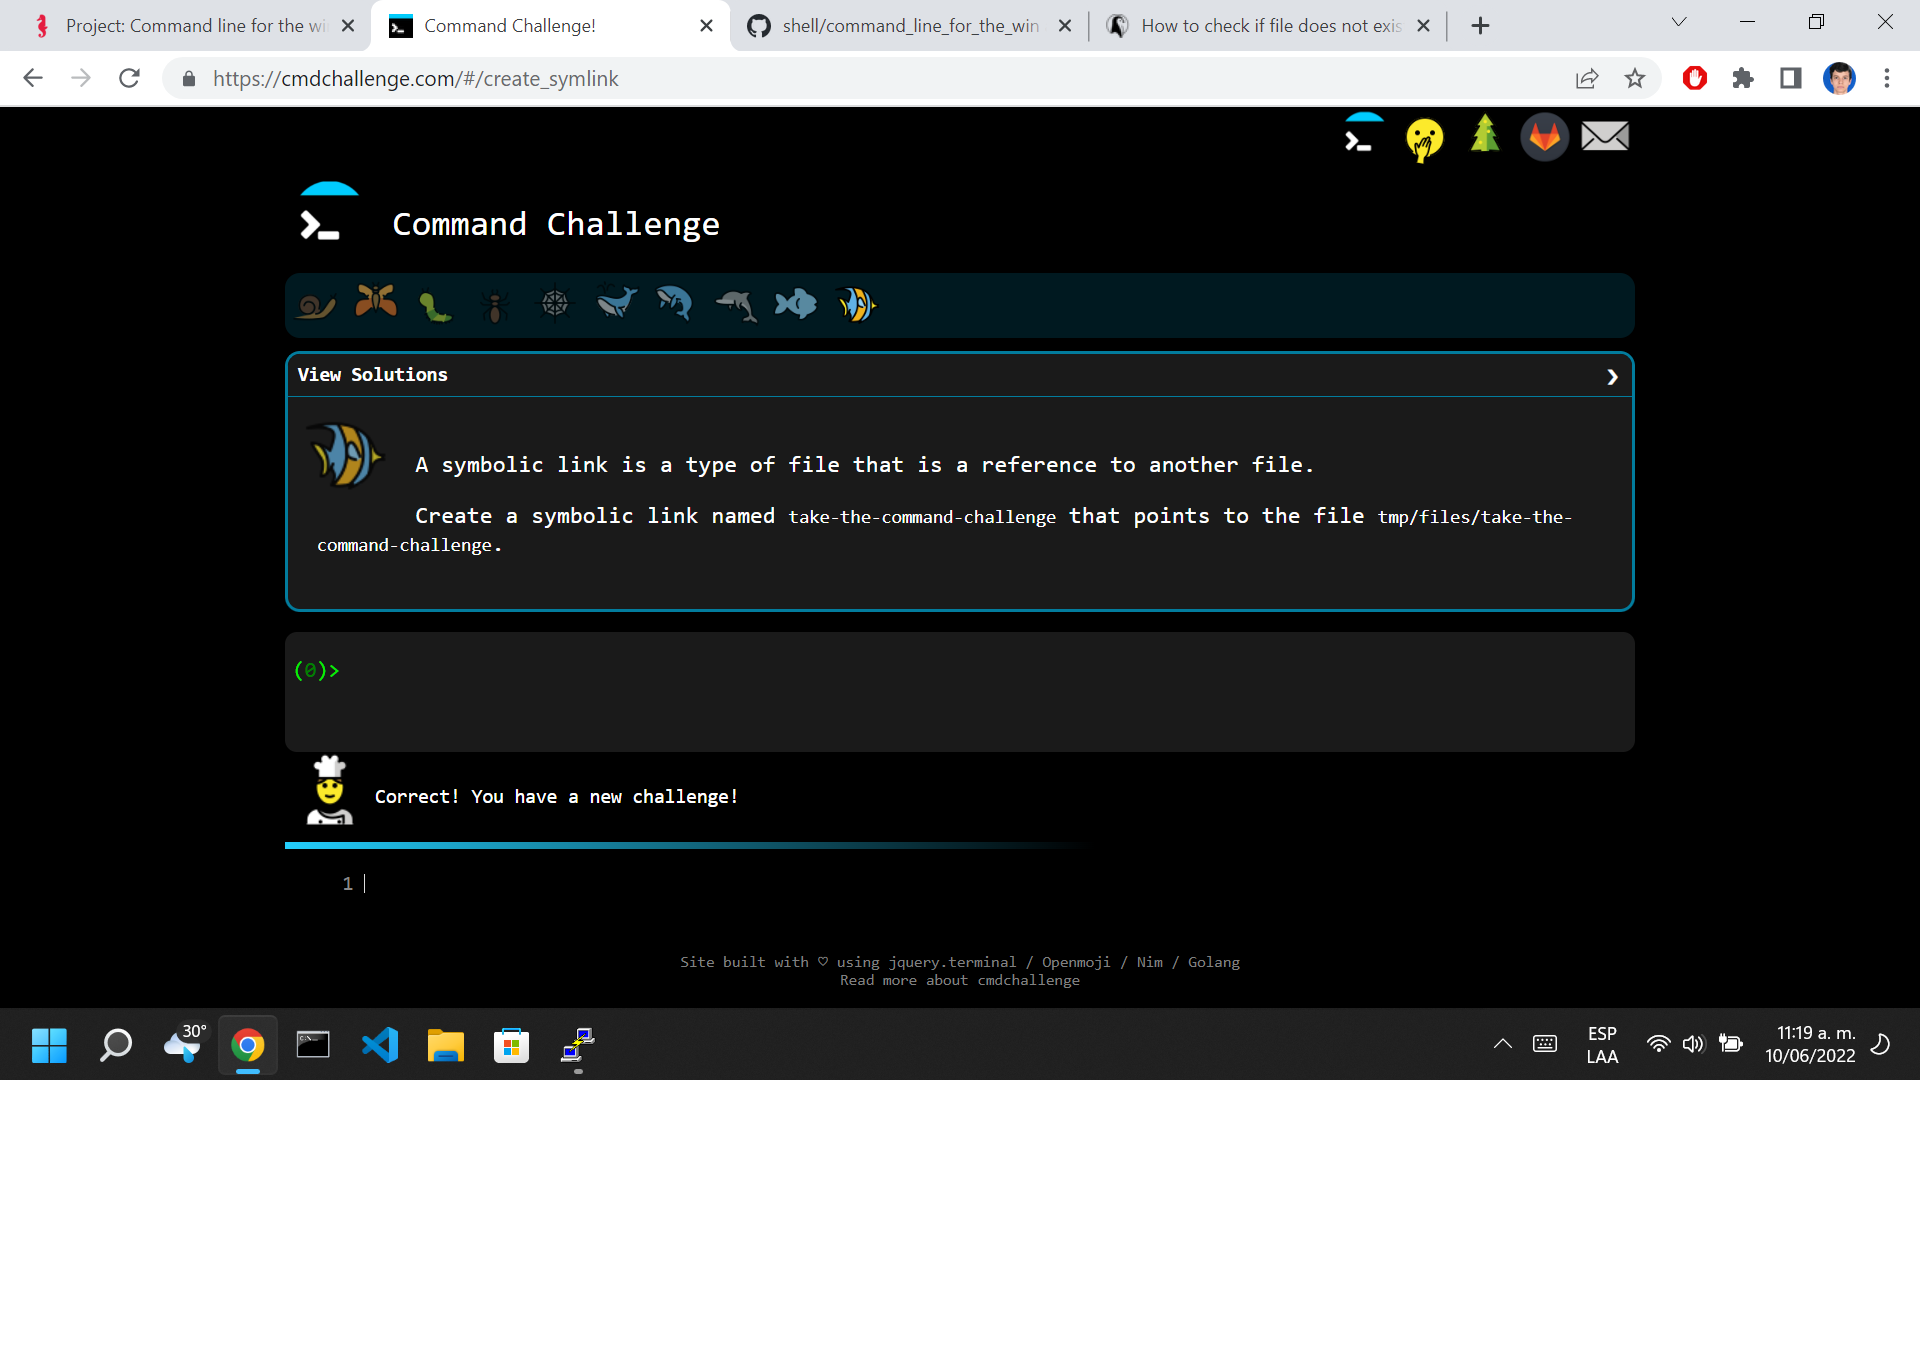 Project: Command line for the wi
Command Challenge!
shell/command_line_for_the_win
How to check if file does not exis
https://cmdchallenge.com/#/create_symlink
Command Challenge
View Solutions
A symbolic link is a type of file that is a reference to another file.
Create a symbolic link named take-the-command-challenge that points to the file tmp/files/take-the-
command-challenge.
(0)>
Correct! You have a new challenge!
1
Site built with ♡ using jquery.terminal / Openmoji / Nim / Golang
Read more about cmdchallenge
30°
ESP
LAA
11:19 a. m.
10/06/2022